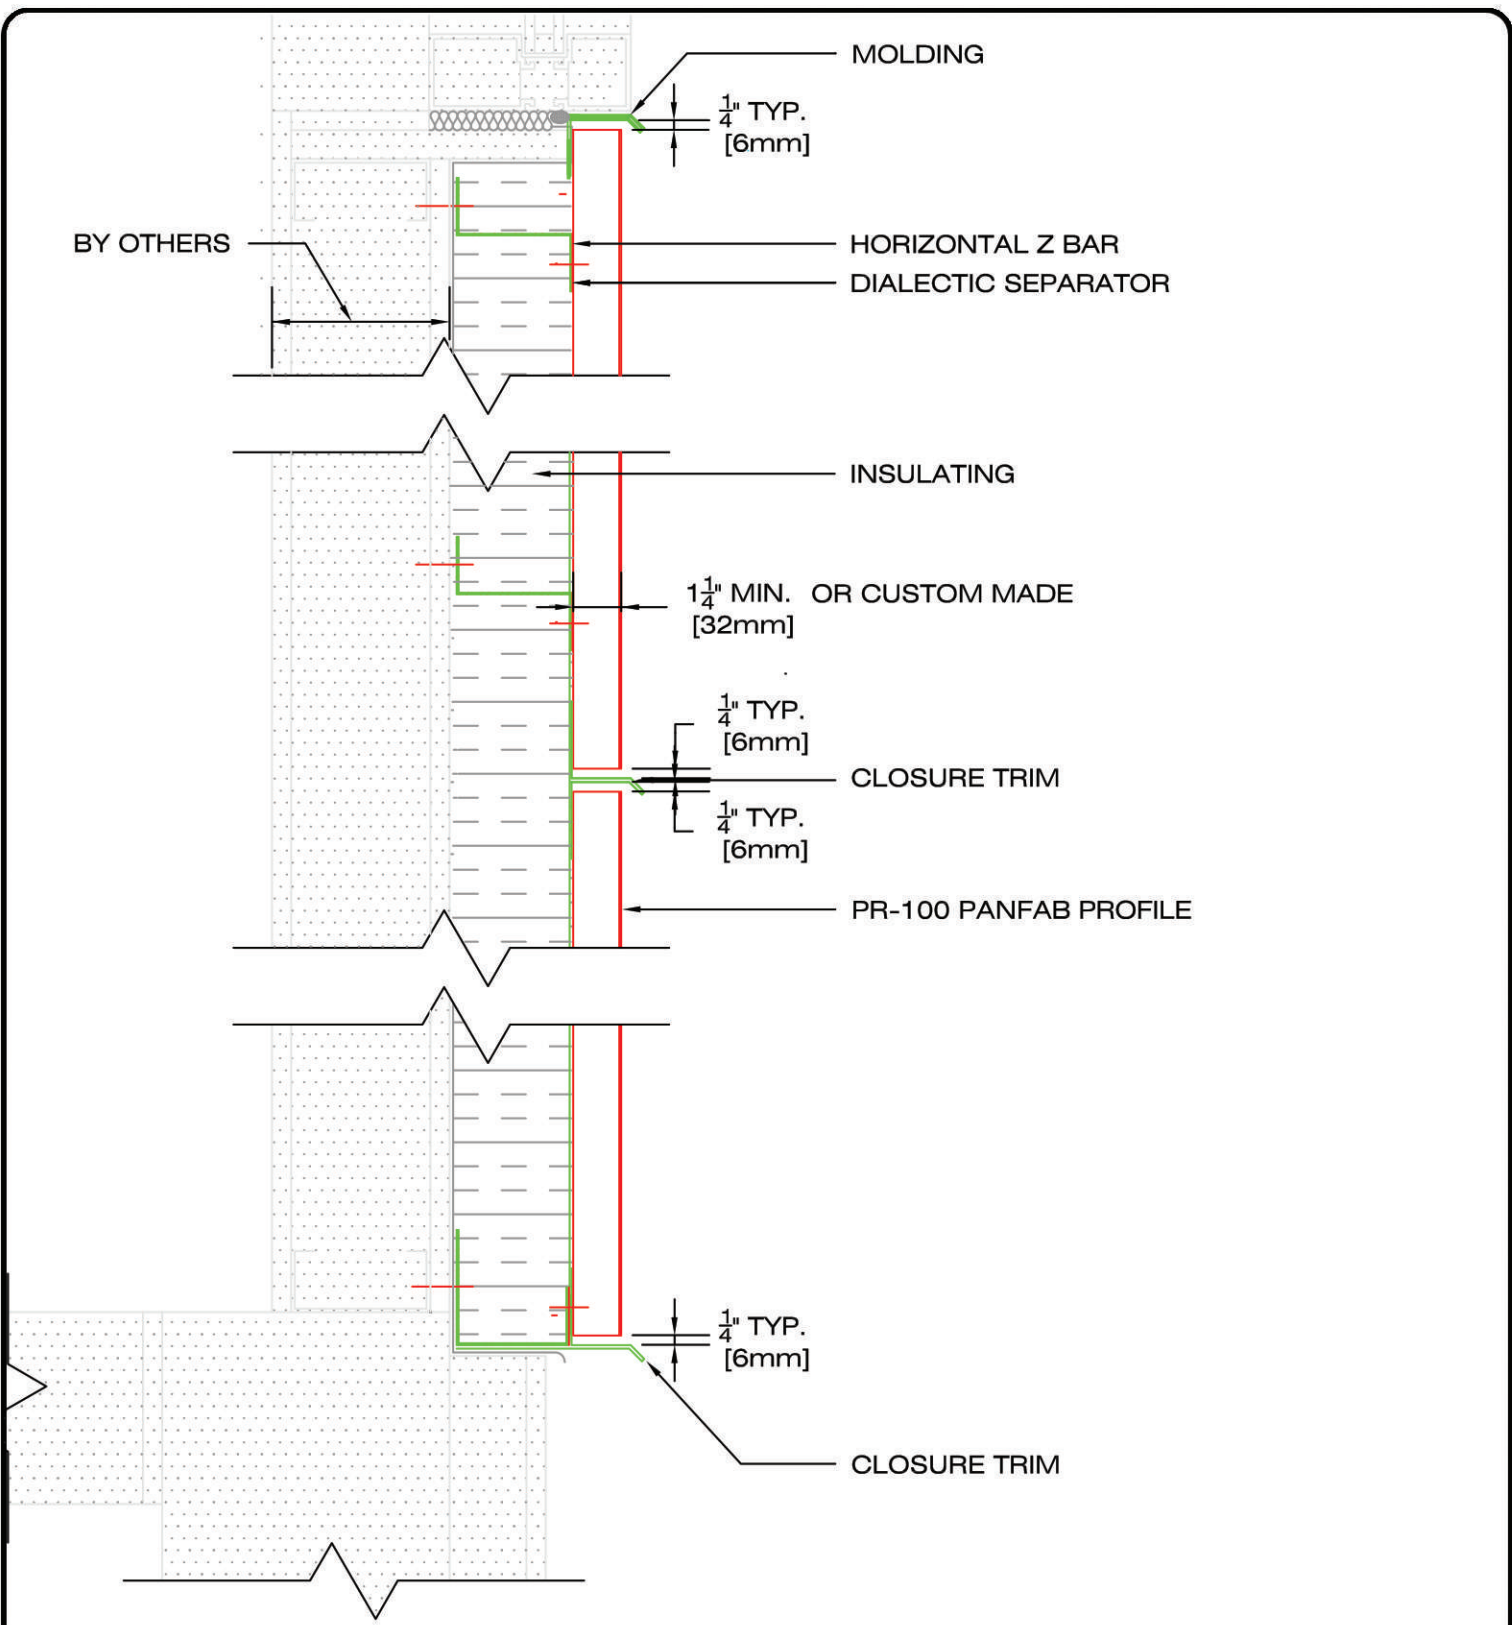 MOLDING
1/4" TYP.
[6mm]
BY OTHERS
HORIZONTAL Z BAR
DIALECTIC SEPARATOR
INSULATING
1 1/4" MIN. OR CUSTOM MADE
[32mm]
1/4" TYP.
[6mm]
CLOSURE TRIM
1/4" TYP.
[6mm]
PR-100 PANFAB PROFILE
1/4" TYP.
[6mm]
CLOSURE TRIM